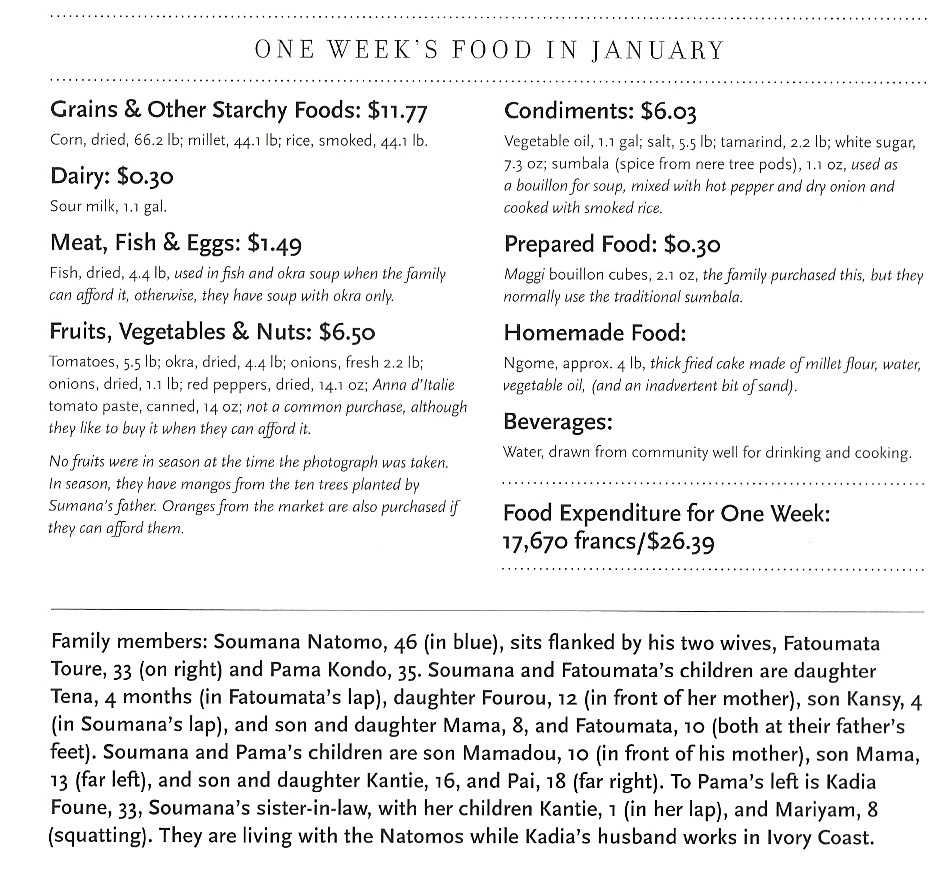 ONE WEEK'S FOOD IN JANUARY
Grains & Other Starchy Foods: $11.77
Corn, dried, 66.2 lb; millet, 44.1 lb; rice, smoked, 44.1 lb.
Dairy: $0.30
Sour milk, 1.1 gal.
Meat, Fish & Eggs: $1.49
Fish, dried, 4.4 lb, used in fish and okra soup when the family
can afford it, otherwise, they have soup with okra only.
Fruits, Vegetables & Nuts: $6.50
Tomatoes, 5.5 lb; okra, dried, 4.4 lb; onions, fresh 2.2 lb;
onions, dried, 1.1 lb; red peppers, dried, 14.1 oz; Anna d'Italie
tomato paste, canned, 14 oz; not a common purchase, although
they like to buy it when they can afford it.
No fruits were in season at the time the photograph was taken.
In season, they have mangos from the ten trees planted by
Sumana's father. Oranges from the market are also purchased if
they can afford them.
Condiments: $6.03
Vegetable oil, 1.1 gal; salt, 5.5 lb; tamarind, 2.2 lb; white sugar,
7.3 oz; sumbala (spice from nere tree pods), 1.1 oz, used as
a bouillon for soup, mixed with hot pepper and dry onion and
cooked with smoked rice.
Prepared Food: $0.30
Maggi bouillon cubes, 2.1 oz, the family purchased this, but they
normally use the traditional sumbala.
Homemade Food:
Ngome, approx. 4 lb, thick fried cake made of millet flour, water,
vegetable oil, (and an inadvertent bit of sand).
Beverages:
Water, drawn from community well for drinking and cooking.
Food Expenditure for One Week:
17,670 francs/$26.39
Family members: Soumana Natomo, 46 (in blue), sits flanked by his two wives, Fatoumata
Toure, 33 (on right) and Pama Kondo, 35. Soumana and Fatoumata's children are daughter
Tena, 4 months (in Fatoumata's lap), daughter Fourou, 12 (in front of her mother), son Kansy, 4
(in Soumana's lap), and son and daughter Mama, 8, and Fatoumata, 10 (both at their father's
feet). Soumana and Pama's children are son Mamadou, 10 (in front of his mother), son Mama,
13 (far left), and son and daughter Kantie, 16, and Pai, 18 (far right). To Pama's left is Kadia
Foune, 33, Soumana's sister-in-law, with her children Kantie, 1 (in her lap), and Mariyam, 8
(squatting). They are living with the Natomos while Kadia's husband works in Ivory Coast.